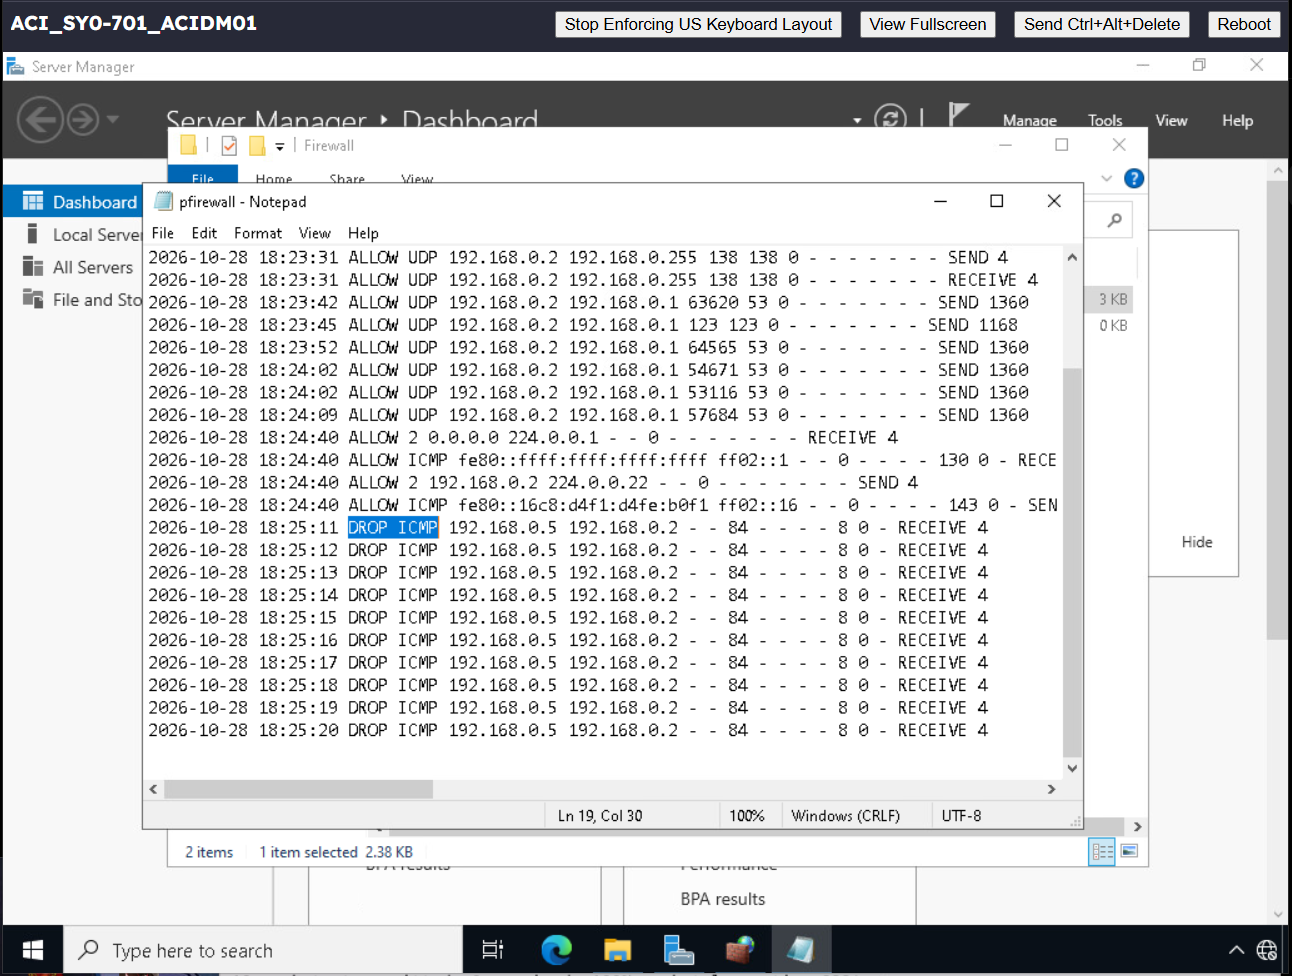 ACI_SY0-701_ACIDM01
Stop Enforcing US Keyboard Layout
View Fullscreen
Send Ctrl+Alt+Delete
Reboot
Server Manager
Server Manager
Dashboard
Manage
Tools
View
Help
Firewall
File
Home
Share
View
Dashboard
Local Server
All Servers
File and Sto
pfirewall - Notepad
File Edit Format View Help
2026-10-28 18:23:31 ALLOW UDP 192.168.0.2 192.168.0.255 138 138 0 - - - - - - - SEND 4
2026-10-28 18:23:31 ALLOW UDP 192.168.0.2 192.168.0.255 138 138 0 - - - - - - - RECEIVE 4
2026-10-28 18:23:42 ALLOW UDP 192.168.0.2 192.168.0.1 63620 53 0 - - - - - - - SEND 1360
2026-10-28 18:23:45 ALLOW UDP 192.168.0.2 192.168.0.1 123 123 0 - - - - - - - SEND 1168
2026-10-28 18:23:52 ALLOW UDP 192.168.0.2 192.168.0.1 64565 53 0 - - - - - - - SEND 1360
2026-10-28 18:24:02 ALLOW UDP 192.168.0.2 192.168.0.1 54671 53 0 - - - - - - - SEND 1360
2026-10-28 18:24:02 ALLOW UDP 192.168.0.2 192.168.0.1 53116 53 0 - - - - - - - SEND 1360
2026-10-28 18:24:09 ALLOW UDP 192.168.0.2 192.168.0.1 57684 53 0 - - - - - - - SEND 1360
2026-10-28 18:24:40 ALLOW 2 0.0.0.0 224.0.0.1 - - 0 - - - - - - - RECEIVE 4
2026-10-28 18:24:40 ALLOW ICMP fe80::ffff:ffff:ffff:ffff ff02::1 - - 0 - - - - 130 0 - RECE
2026-10-28 18:24:40 ALLOW 2 192.168.0.2 224.0.0.22 - - 0 - - - - - - - SEND 4
2026-10-28 18:24:40 ALLOW ICMP fe80::16c8:d4f1:d4fe:b0f1 ff02::16 - - 0 - - - - 143 0 - SEN
2026-10-28 18:25:11 DROP ICMP 192.168.0.5 192.168.0.2 - - 84 - - - - 8 0 - RECEIVE 4
2026-10-28 18:25:12 DROP ICMP 192.168.0.5 192.168.0.2 - - 84 - - - - 8 0 - RECEIVE 4
2026-10-28 18:25:13 DROP ICMP 192.168.0.5 192.168.0.2 - - 84 - - - - 8 0 - RECEIVE 4
2026-10-28 18:25:14 DROP ICMP 192.168.0.5 192.168.0.2 - - 84 - - - - 8 0 - RECEIVE 4
2026-10-28 18:25:15 DROP ICMP 192.168.0.5 192.168.0.2 - - 84 - - - - 8 0 - RECEIVE 4
2026-10-28 18:25:16 DROP ICMP 192.168.0.5 192.168.0.2 - - 84 - - - - 8 0 - RECEIVE 4
2026-10-28 18:25:17 DROP ICMP 192.168.0.5 192.168.0.2 - - 84 - - - - 8 0 - RECEIVE 4
2026-10-28 18:25:18 DROP ICMP 192.168.0.5 192.168.0.2 - - 84 - - - - 8 0 - RECEIVE 4
2026-10-28 18:25:19 DROP ICMP 192.168.0.5 192.168.0.2 - - 84 - - - - 8 0 - RECEIVE 4
2026-10-28 18:25:20 DROP ICMP 192.168.0.5 192.168.0.2 - - 84 - - - - 8 0 - RECEIVE 4
Ln 19, Col 30
100%
Windows (CRLF)
UTF-8
3 KB
0 KB
Hide
2 items
1 item selected 2.38 KB
BPA results
Performance
BPA results
Type here to search